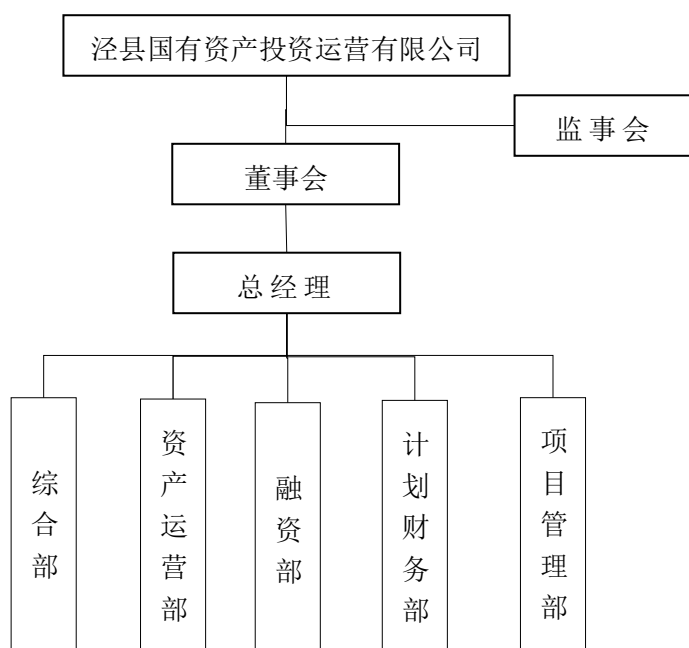 泾县国有资产投资运营有限公司
监事会
董事会
总经理
综合部
资产运营部
融资部
计划财务部
项目管理部